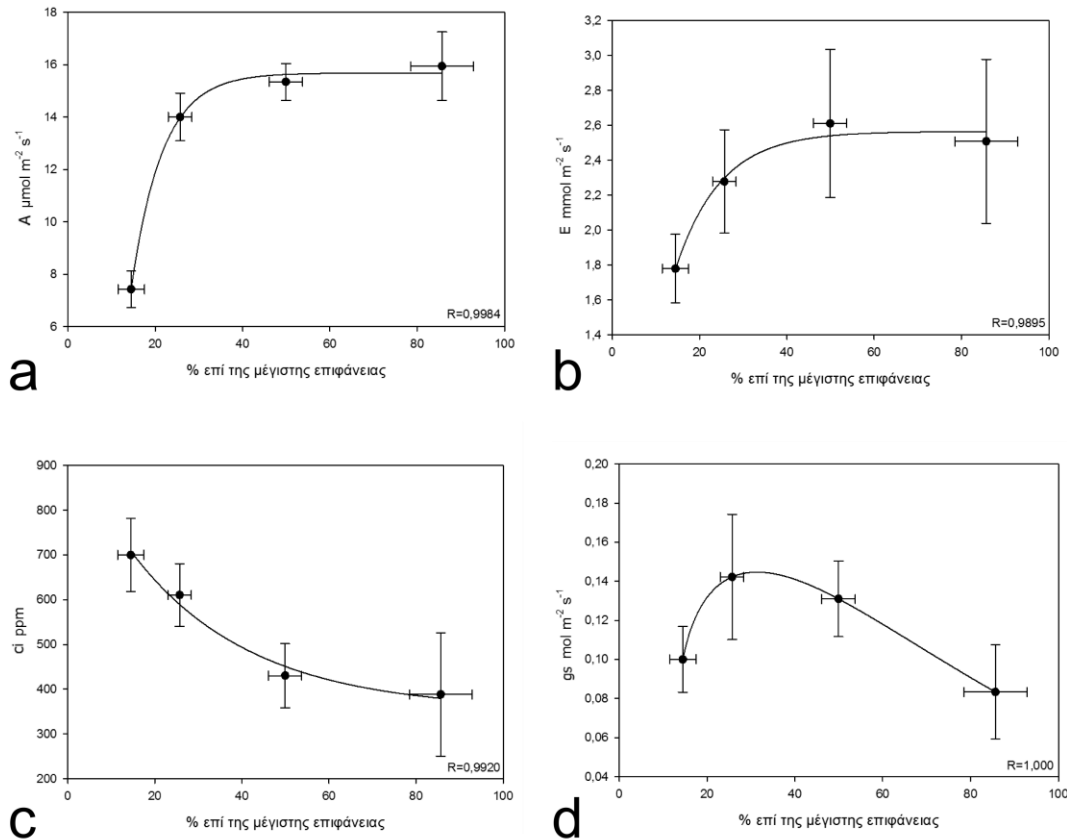 18
16
14
12
10
8
6
A µmol m-2 s-1
R=0,9984
0 20 40 60 80 100
% επί της μέγιστης επιφάνειας
a
3,2
3,0
2,8
2,6
2,4
2,2
2,0
1,8
1,6
1,4
E mmol m-2 s-1
R=0,9895
0 20 40 60 80 100
% επί της μέγιστης επιφάνειας
b
900
800
700
600
500
400
300
200
ci ppm
R=0,9920
0 20 40 60 80 100
% επί της μέγιστης επιφάνειας
c
0,20
0,18
0,16
0,14
0,12
0,10
0,08
0,06
0,04
gs mol m-2 s-1
R=1,000
0 20 40 60 80 100
% επί της μέγιστης επιφάνειας
d